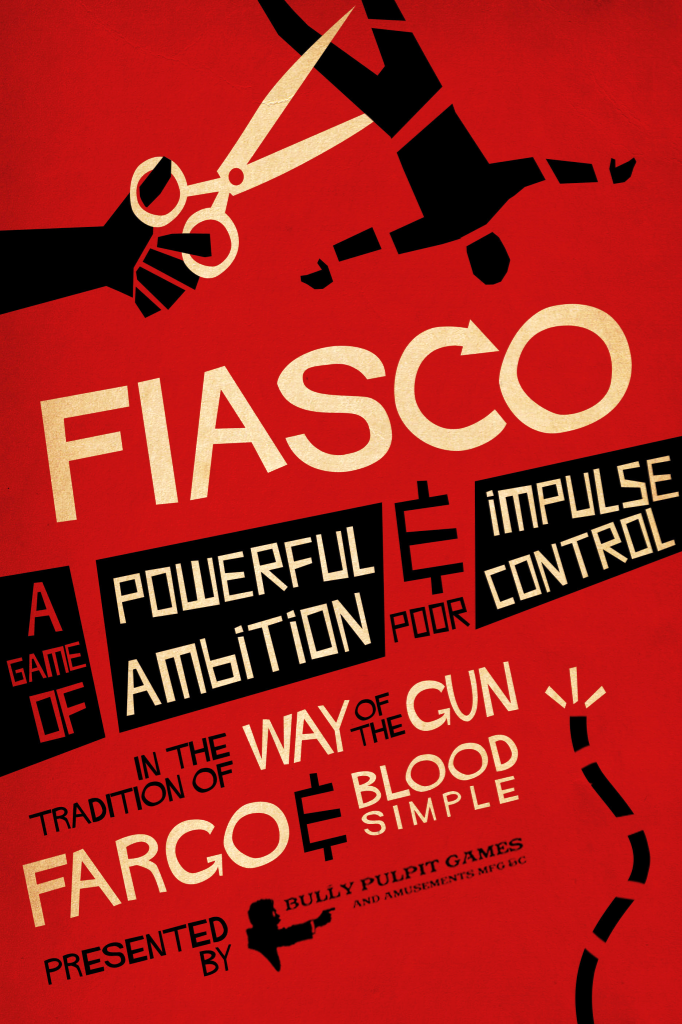 FIASCO
A GAME OF
POWERFUL AMBITION
&
POOR
IMPULSE CONTROL
IN THE TRADITION OF
WAY OF THE GUN
FARGO & BLOOD SIMPLE
PRESENTED BY
BULLY PULPIT GAMES
AND AMUSEMENTS MFG &C